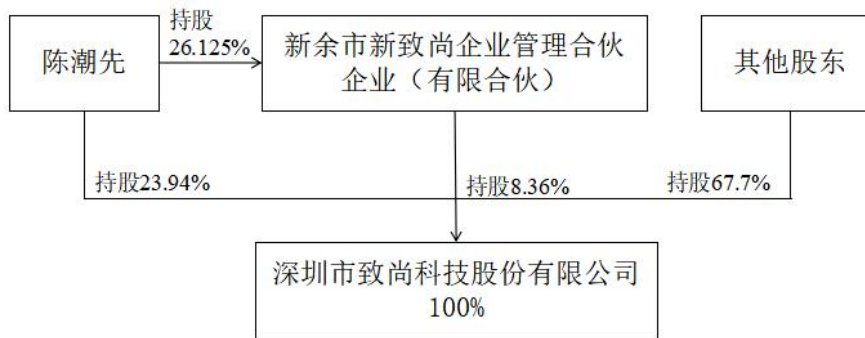 持股
26.125%
陈潮先
新余市新致尚企业管理合伙
企业（有限合伙）
其他股东
持股23.94%
持股8.36%
持股67.7%
深圳市致尚科技股份有限公司
100%